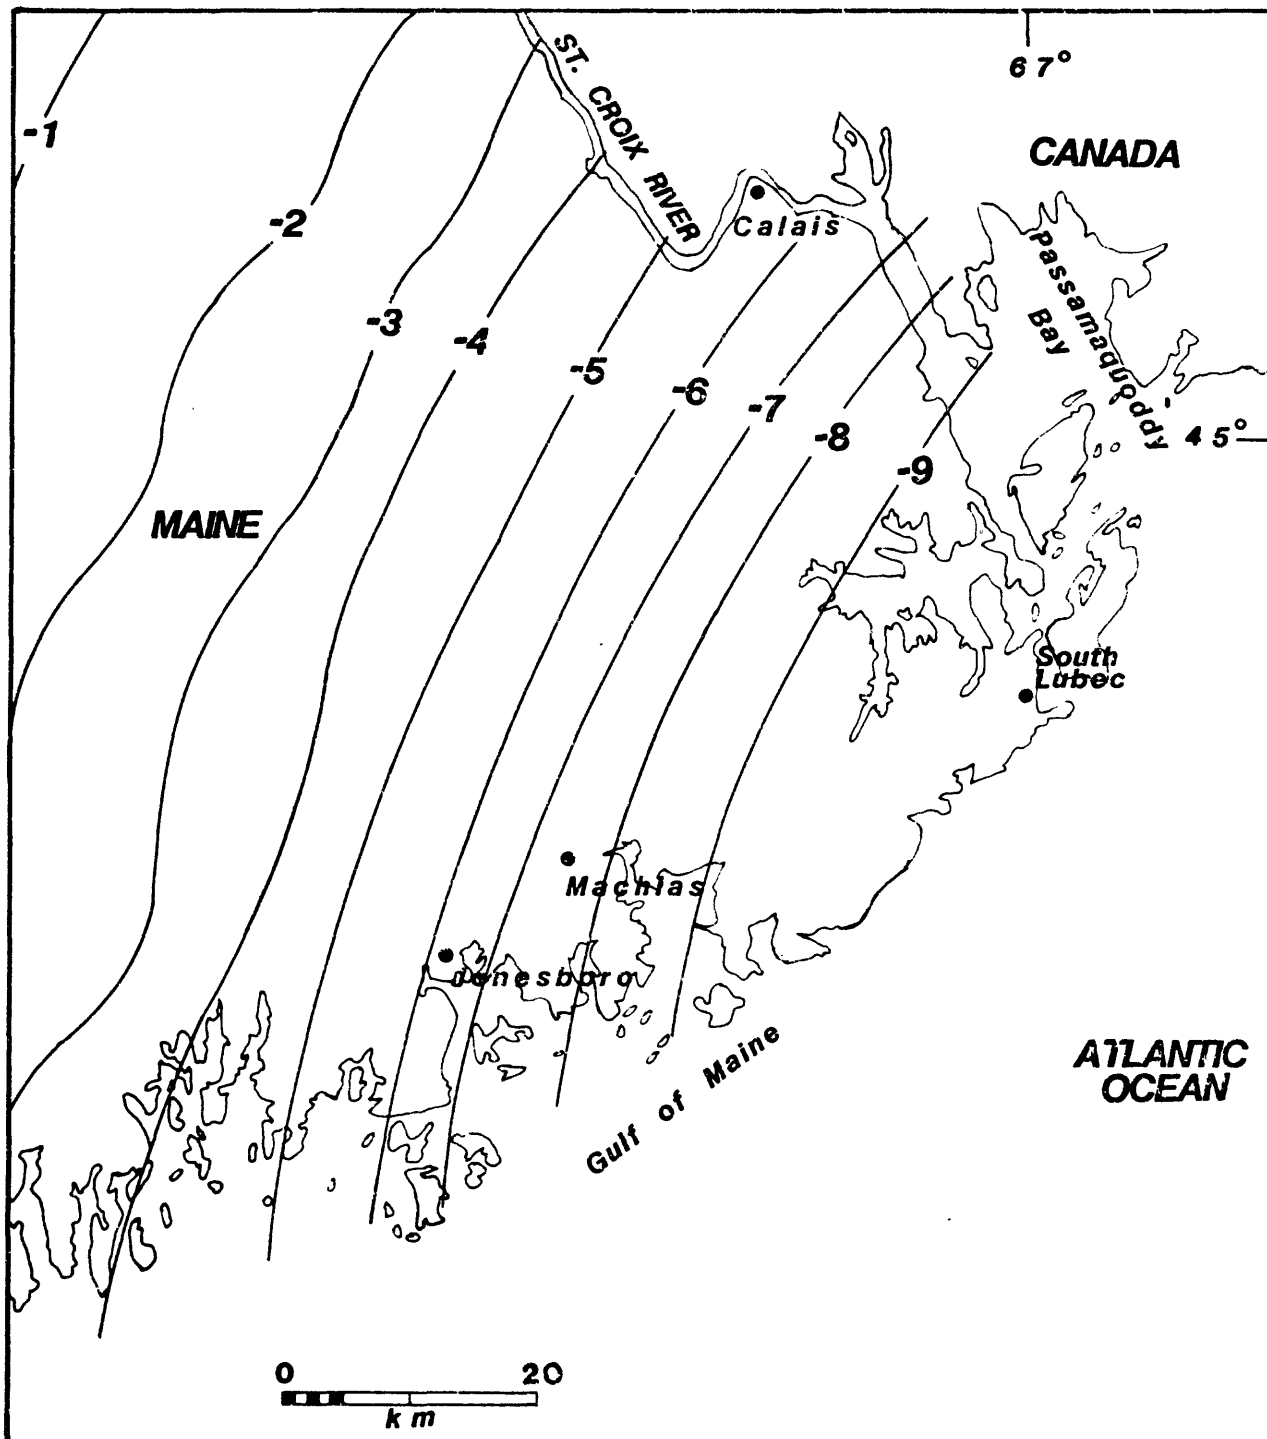 67°
ST. CROIX RIVER
CANADA
-1
-2
Calais
Passamaquoddy
Bay
-3
-4
-5
-6
-7
-8
45°
-9
MAINE
South
Lubec
Machias
Jonesboro
Gulf of Maine
ATLANTIC
OCEAN
0 20
km